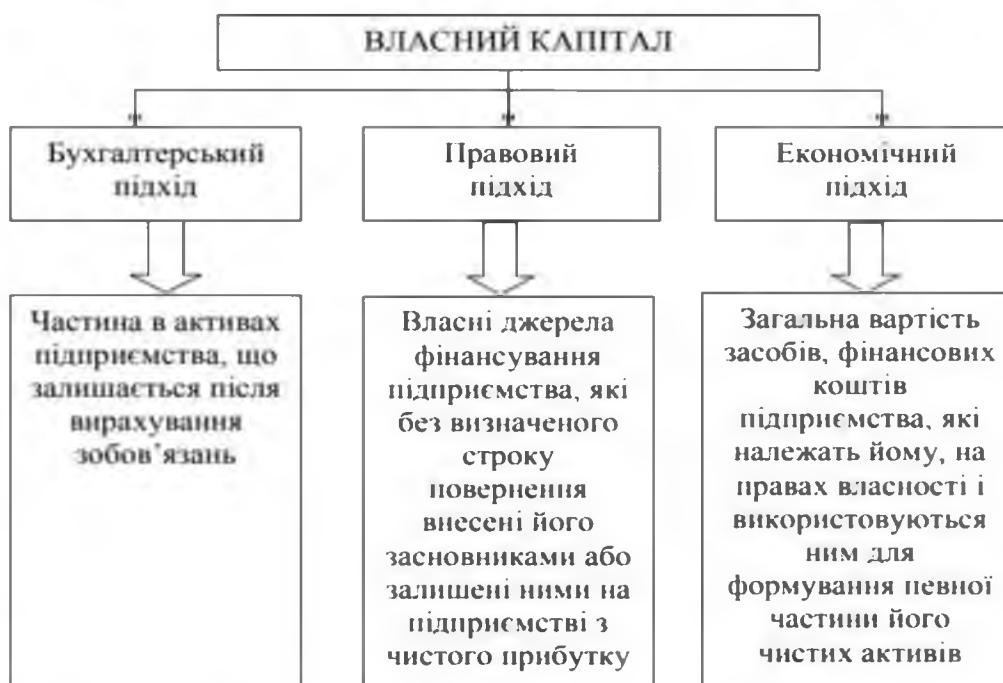 ВЛАСНИЙ КАПІТАЛ
Бухгалтерський
підхід
Правовий
підхід
Економічний
підхід
Частина в активах
підприємства, що
залишається після
вирахування
зобов’язань
Власні джерела
фінансування
підприємства, які
без визначеного
строку
повернення
внесені його
засновниками або
залишені ними на
підприємстві з
чистого прибутку
Загальна вартість
засобів, фінансових
коштів
підприємства, які
належать йому, на
правах власності і
використовуються
ним для
формування певної
частини його
чистих активів